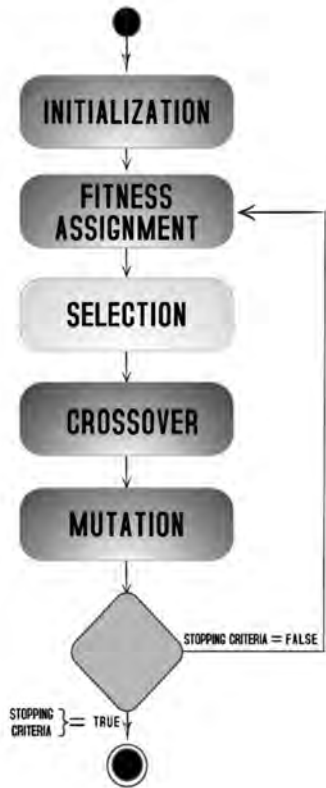 INITIALIZATION
FITNESS
ASSIGNMENT
SELECTION
CROSSOVER
MUTATION
STOPPING CRITERIA = FALSE
STOPPING
CRITERIA } = TRUE